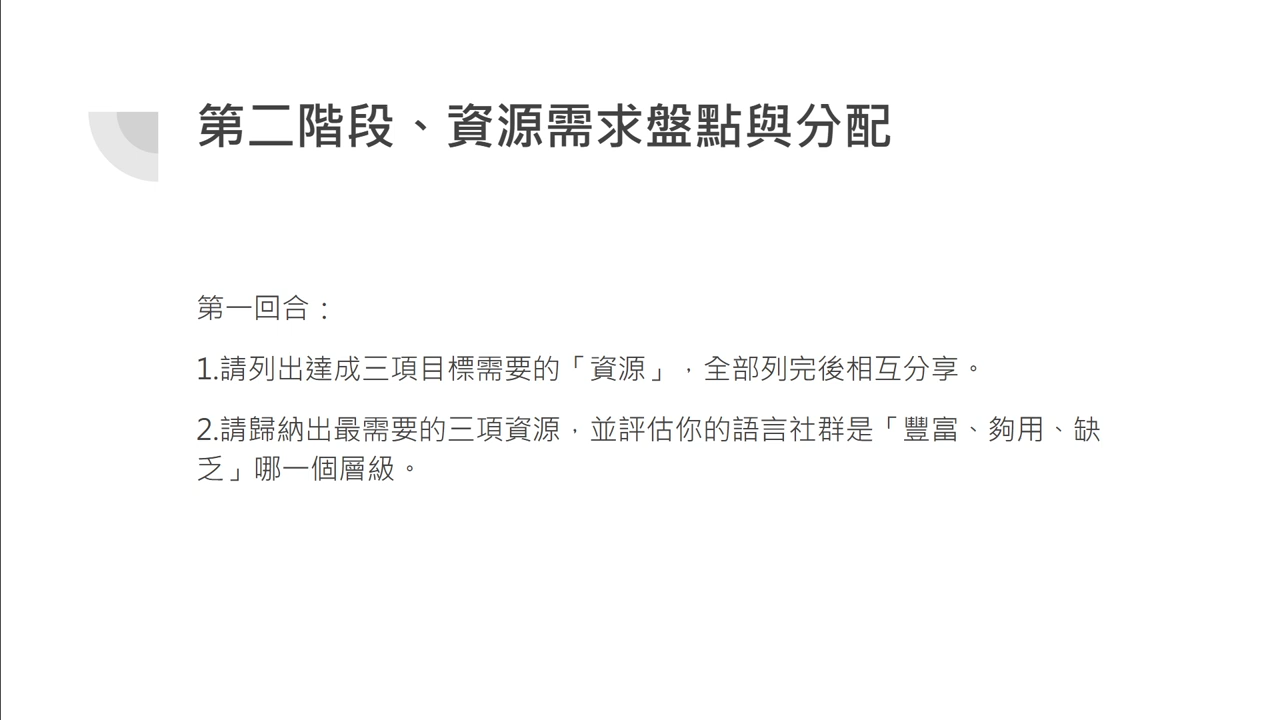 第二階段、資源需求盤點與分配
第一回合：
1.請列出達成三項目標需要的「資源」，全部列完後相互分享。
2.請歸納出最需要的三項資源，並評估你的語言社群是「豐富、夠用、缺
乏」哪一個層級。